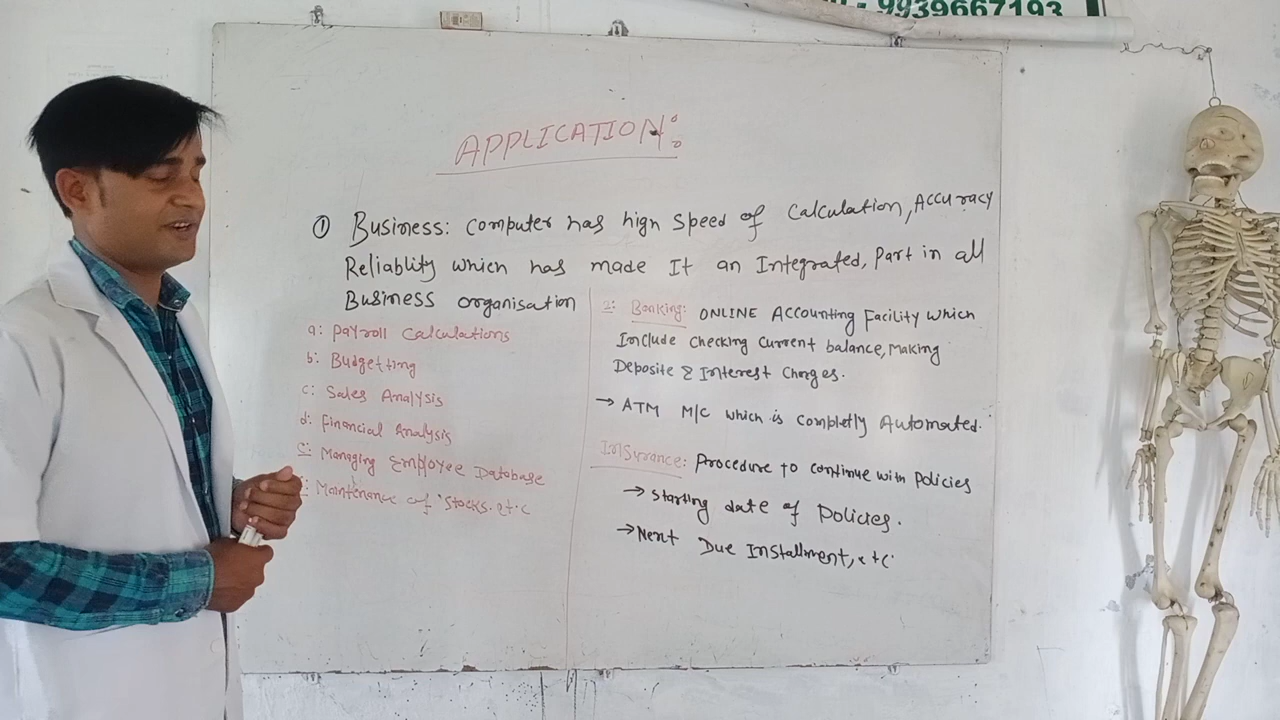 9939667193
APPLICATION:
① Business: Computer has high Speed of Calculation, Accuracy
Reliablity which has made It an Integrated, Part in all
Business organisation
a: Payroll Calculations
b: Budgetting
c: Sales Analysis
d: Financial Analysis
e: Managing Employee Database
: Maintenance of Stocks. etc
2: Banking: ONLINE Accounting Facility which
Include checking current balance, Making
Deposite & Interest Charges.
→ ATM M/C which is completly Automated.
Insurance: Procedure to continue with Policies
→ Starting date of Policies.
→ Next Due Installment, etc